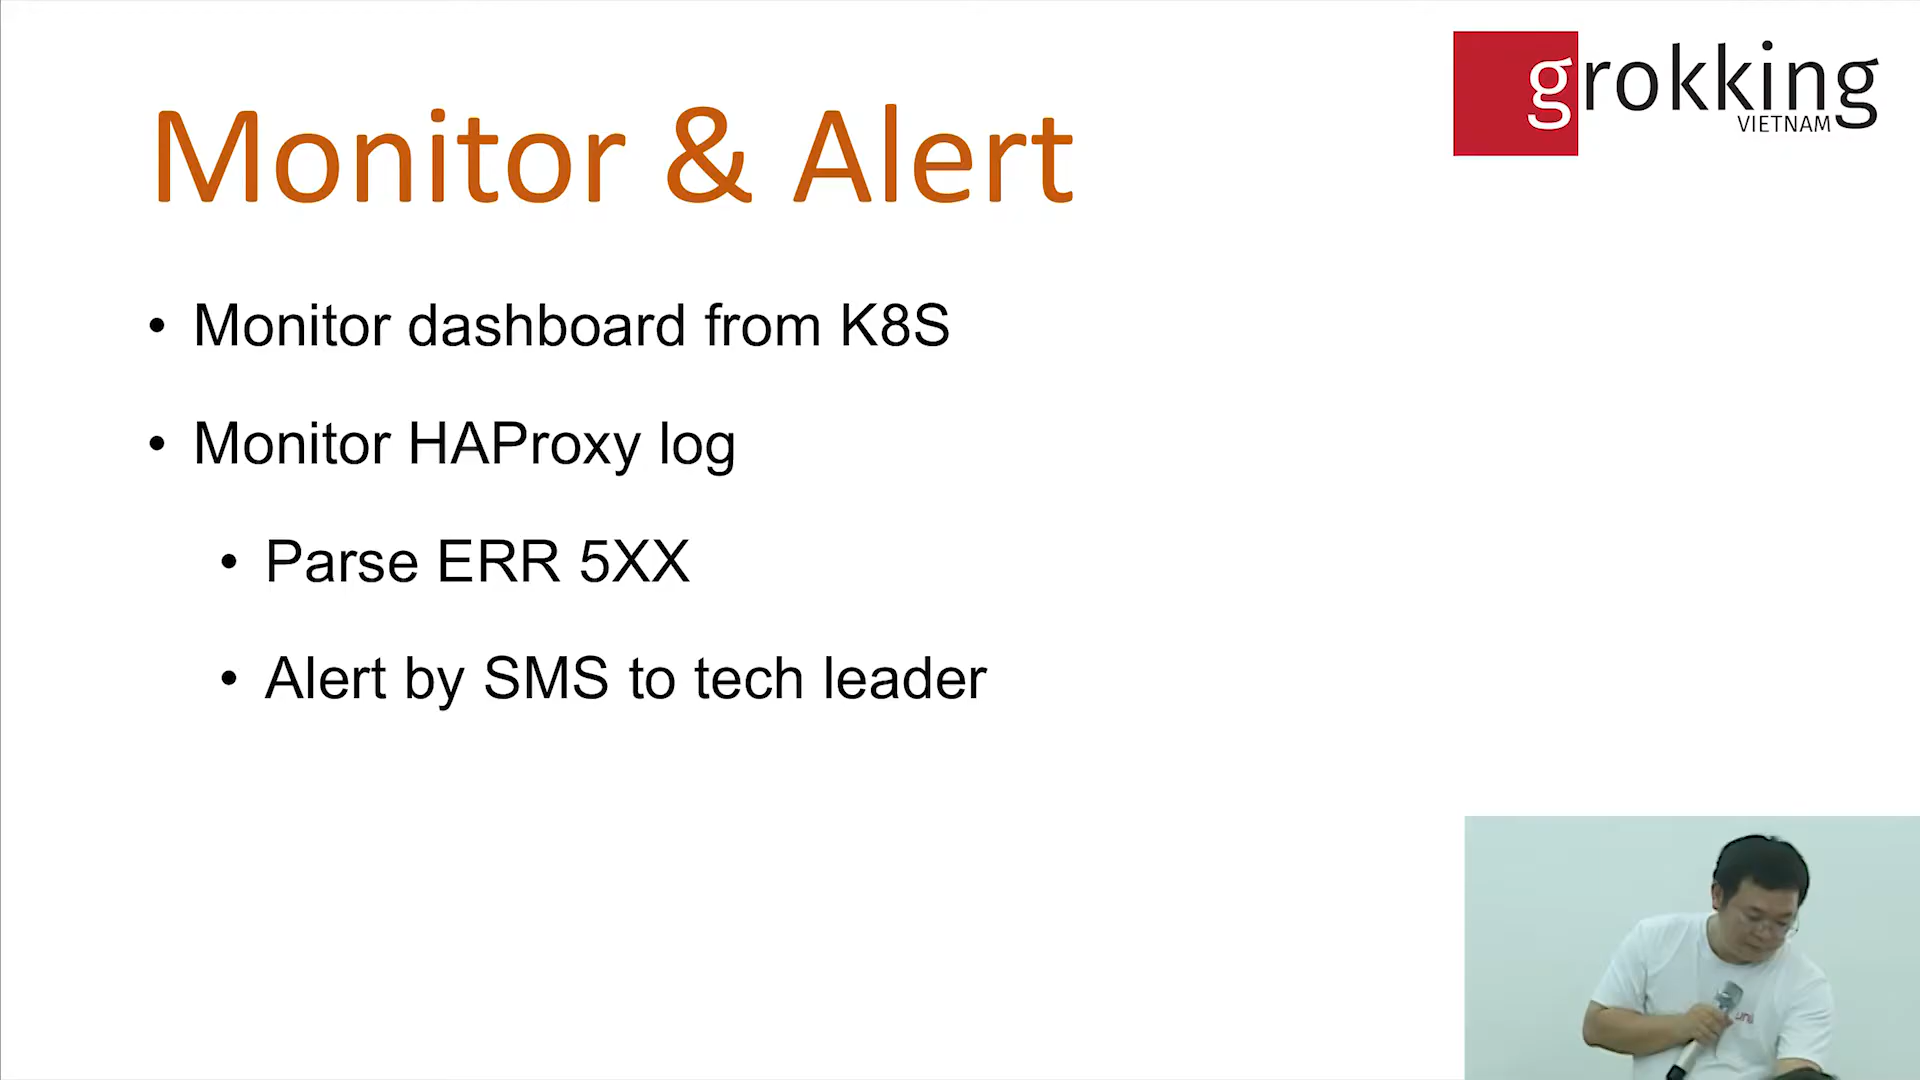 grokking
VIETNAM
Monitor & Alert
• Monitor dashboard from K8S
• Monitor HAProxy log
• Parse ERR 5XX
• Alert by SMS to tech leader